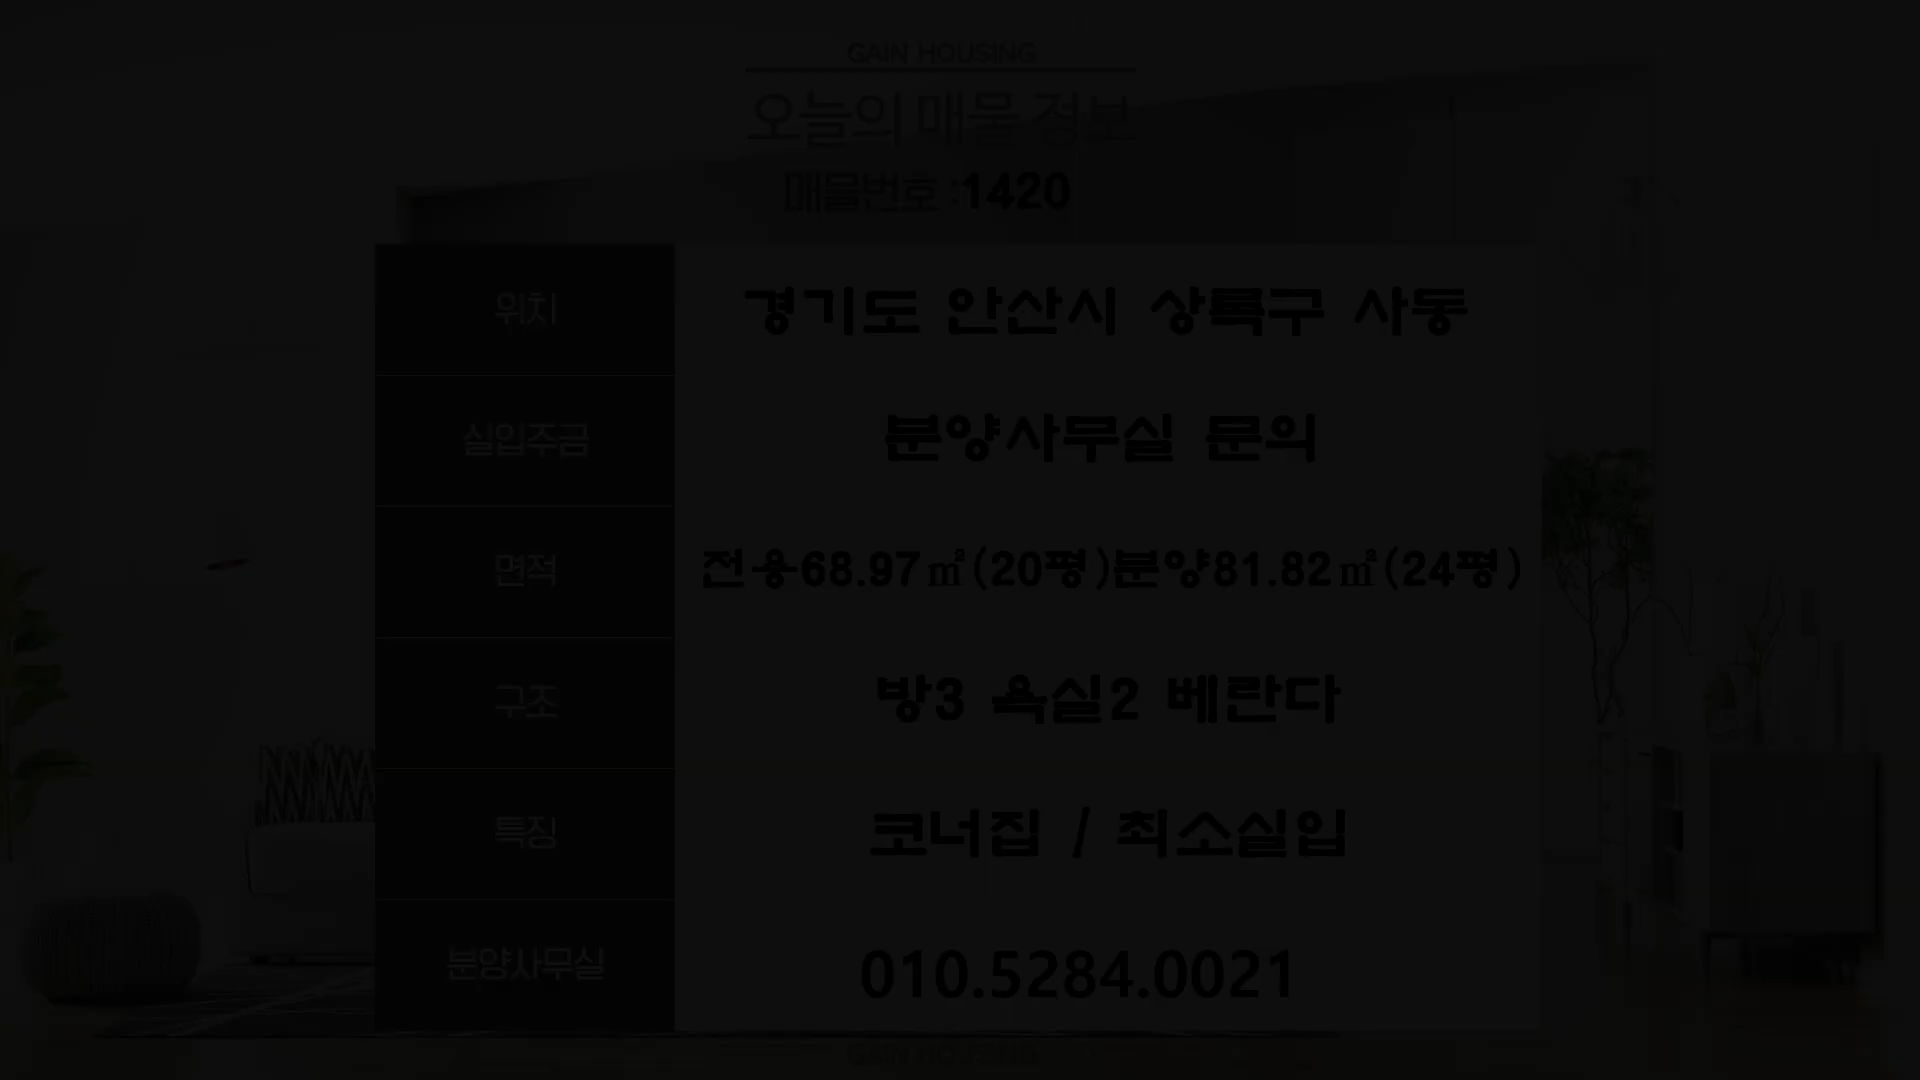 GAIN HOUSING
오늘의 매물 정보
매물번호 :1420
위치 경기도 안산시 상록구 사동
실입주금 분양사무실 문의
면적 전용68.97㎡(20평)분양81.82㎡(24평)
구조 방3 욕실2 베란다
특징 코너집 / 최소실입
분양사무실 010.5284.0021
GAIN HOUSING